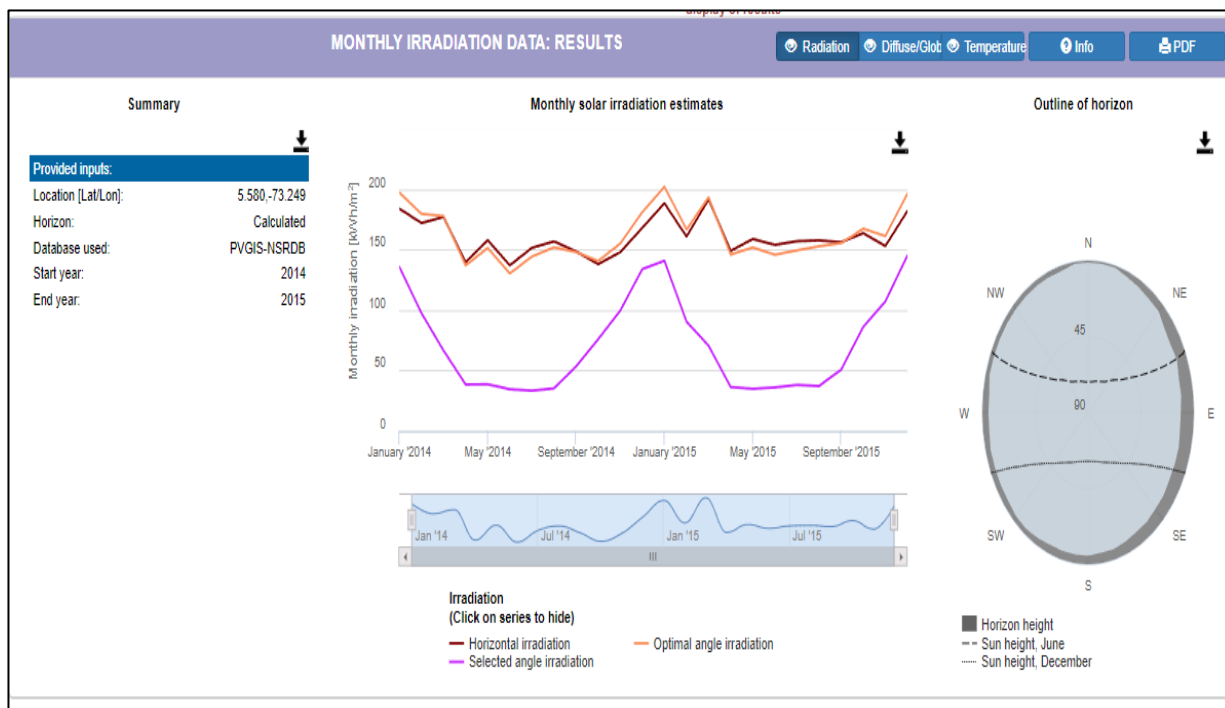 display of results
MONTHLY IRRADIATION DATA: RESULTS
Radiation
Diffuse/Glob
Temperature
Info
PDF
Summary
Provided inputs:
Location [Lat/Lon]: 5.580,-73.249
Horizon: Calculated
Database used: PVGIS-NSRDB
Start year: 2014
End year: 2015
Monthly solar irradiation estimates
Monthly irradiation [kWh/m²]
200
150
100
50
0
January '2014 May '2014 September '2014 January '2015 May '2015 September '2015
Jan '14 Jul '14 Jan '15 Jul '15
Irradiation
(Click on series to hide)
Horizontal irradiation Optimal angle irradiation
Selected angle irradiation
Outline of horizon
N
NW NE
45
W 90 E
SW SE
S
Horizon height
Sun height, June
Sun height, December